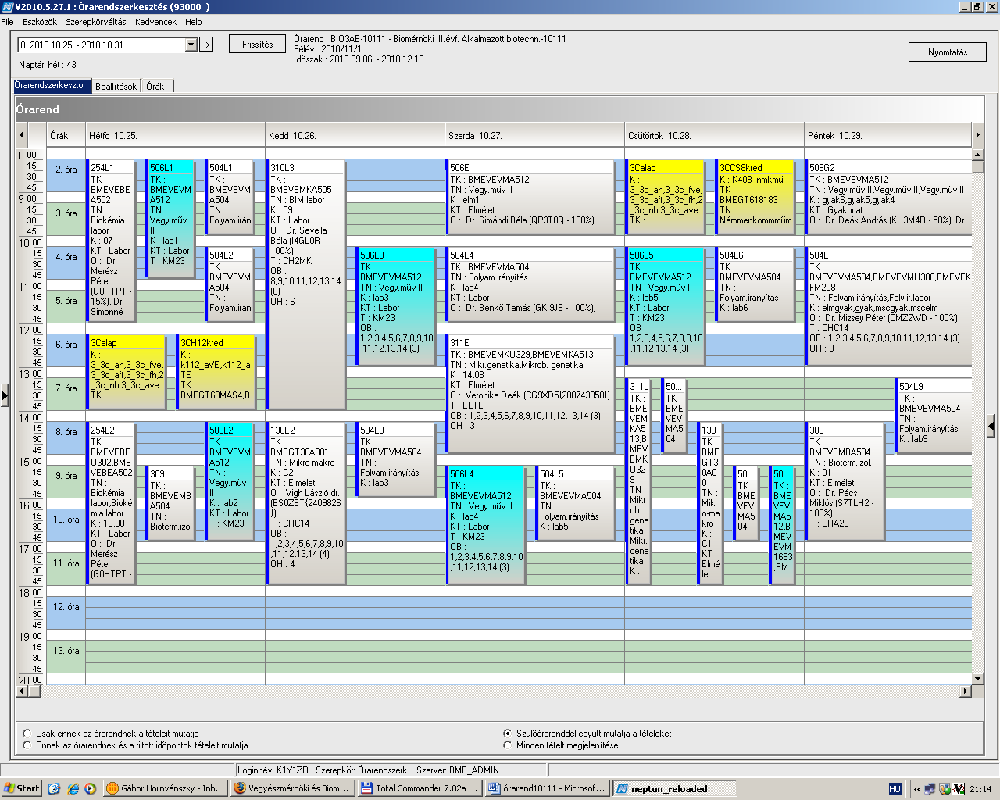 V2010.5.27.1 : Órarendszerkesztés (93000 )
File Eszközök Szerepkörváltás Kedvencek Help
8. 2010.10.25. - 2010.10.31.
->
Frissítés
Órarend : BIO3AB-10111 - Biomérnöki III.évf. Alkalmazott biotechn.-10111
Félév : 2010/11/1
Időszak : 2010.09.06. - 2010.12.10.
Nyomtatás
Naptári hét : 43
Órarendszerkeszto Beállítások Órák
Órarend
Órák Hétfő 10.25. Kedd 10.26. Szerda 10.27. Csütörtök 10.28. Péntek 10.29.
8 00
15
30
45
9 00
15
30
45
10 00
15
30
45
11 00
15
30
45
12 00
15
30
45
13 00
15
30
45
14 00
15
30
45
15 00
15
30
45
16 00
15
30
45
17 00
15
30
45
18 00
15
30
45
19 00
15
30
45
20 00
2. óra
3. óra
4. óra
5. óra
6. óra
7. óra
8. óra
9. óra
10. óra
11. óra
12. óra
13. óra
254L1
TK :
BMEVEBE
A502
TN :
Biokémia
labor
K : 07
KT : Labor
O : Dr.
Merész
Péter
(G0HTPT -
15%), Dr.
Simonné
506L1
TK :
BMEVEVM
A512
TN :
Vegy.műv
II
K : lab1
KT : Labor
T : KM23
504L1
TK :
BMEVEVM
A504
TN :
Folyam.irán
504L2
TK :
BMEVEVM
A504
TN :
Folyam.irán
3Calap
K :
3_3c_ah,3_3c_fve,
3_3c_aff,3_3c_fh,2
_3c_nh,3_3c_ave
TK :
3CH12kred
K :
k112_aVE,k112_a
TE
TK :
BMEGT63MAS4,B
254L2
TK :
BMEVEBE
U302,BME
VEBEA502
TN :
Biokémia
labor,Biok
émia labor
K : 18,08
KT : Labor
O : Dr.
Merész
Péter
(G0HTPT -
309
TK :
BMEVEMB
A504
TN :
Bioterm.izol
506L2
TK :
BMEVEVM
A512
TN :
Vegy.műv
II
K : lab2
KT : Labor
T : KM23
310L3
TK :
BMEVEMKA505
TN : BIM labor
K : 09
KT : Labor
O : Dr. Sevella
Béla (I4GL0R -
100%)
T : CH2MK
OB :
8,9,10,11,12,13,14
(6)
OH : 6
506L3
TK :
BMEVEVMA512
TN : Vegy.műv II
K : lab3
KT : Labor
T : KM23
OB :
1,2,3,4,5,6,7,8,9,10
,11,12,13,14 (3)
130E2
TK :
BMEGT30A001
TN : Mikro-makro
K : C2
KT : Elmélet
O : Vigh László dr.
(ES0ZET{2409826
})
T : CHC14
OB :
1,2,3,4,5,6,7,8,9,10
,11,12,13,14 (4)
OH : 4
504L3
TK :
BMEVEVMA504
TN :
Folyam.irányítás
K : lab3
506E
TK : BMEVEVMA512
TN : Vegy.műv II
K : elm1
KT : Elmélet
O : Dr. Simándi Béla (QP3T8Q - 100%)
504L4
TK : BMEVEVMA504
TN : Folyam.irányítás
K : lab4
KT : Labor
O : Dr. Benkő Tamás (GKI9JE - 100%),
311E
TK : BMEVEMKU329,BMEVEMKA513
TN : Mikr.genetika,Mikrob. genetika
K : 14,08
KT : Elmélet
O : Veronika Deák (CG9XD5{200743958})
T : ELTE
OB : 1,2,3,4,5,6,7,8,9,10,11,12,13,14 (3)
OH : 3
506L4
TK :
BMEVEVMA512
TN : Vegy.műv II
K : lab4
KT : Labor
T : KM23
OB :
1,2,3,4,5,6,7,8,9,10
,11,12,13,14 (3)
504L5
TK :
BMEVEVMA504
TN :
Folyam.irányítás
K : lab5
3Calap
K :
3_3c_ah,3_3c_fve,
3_3c_aff,3_3c_fh,2
_3c_nh,3_3c_ave
TK :
3CCS8kred
K : K408_nmkmű
TK :
BMEGT618183
TN :
Némmenkommműm
506L5
TK :
BMEVEVMA512
TN : Vegy.műv II
K : lab5
KT : Labor
T : KM23
OB :
1,2,3,4,5,6,7,8,9,10
,11,12,13,14 (3)
504L6
TK :
BMEVEVMA504
TN :
Folyam.irányítás
K : lab6
311L
TK :
BME
VEM
KA5
13,B
MEV
EMK
U32
9
TN :
Mikr
ob.
gene
tika,
Mikr.
gene
tika
K :
50...
TK :
BME
VEV
MA5
04
130
TK :
BME
GT3
0A0
01
TN :
Mikr
o-ma
kro
K :
C1
KT :
Elmé
let
50...
TK :
BME
VEV
MA5
04
50...
TK :
BME
VEV
MA5
12,B
MEV
EVM
1693
,BM
506G2
TK : BMEVEVMA512
TN : Vegy.műv II,Vegy.műv II,Vegy.műv II
K : gyak6,gyak5,gyak4
KT : Gyakorlat
O : Dr. Deák András (KH3M4R - 50%), Dr.
504E
TK :
BMEVEVMA504,BMEVEVMU308,BMEVEK
FM208
TN : Folyam.irányítás,Foly.ir.labor
K : elmgyak,gyak,mscgyak,mscelm
O : Dr. Mizsey Péter (CMZ2WD - 100%)
T : CHC14
OB : 1,2,3,4,5,6,7,8,9,10,11,12,13,14 (3)
OH : 3
504L9
TK :
BMEVEVMA504
TN :
Folyam.irányítás
K : lab9
309
TK :
BMEVEMBA504
TN : Bioterm.izol.
K : 01
KT : Elmélet
O : Dr. Pécs
Miklós (S7TLH2 -
100%)
T : CHA20
Csak ennek az órarendnek a tételeit mutatja
Ennek az órarendnek és a tiltott időpontok tételeit mutatja
Szülőórarenddel együtt mutatja a tételeket
Minden tételt megjelenítése
Loginnév: K1Y1ZR Szerepkör: Órarendszerk. Szerver: BME_ADMIN
Start
Gábor Hornyánszky - Inb...
Vegyészmérnöki és Biom...
Total Commander 7.02a ...
órarend10111 - Microsof...
neptun_reloaded
HU
«
21:14